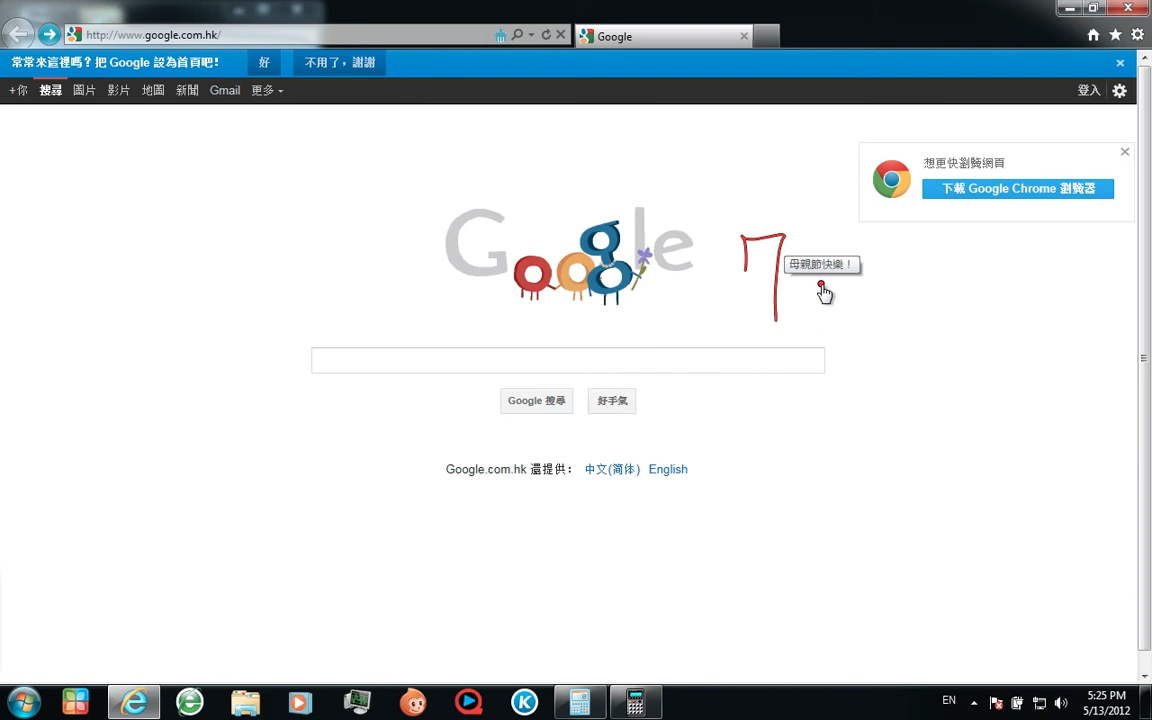 http://www.google.com.hk/
Google
常常來這裡嗎？把 Google 設為首頁吧！ 好 不用了，謝謝
+你 搜尋 圖片 影片 地圖 新聞 Gmail 更多 登入
想更快瀏覽網頁
下載 Google Chrome 瀏覽器
Google
母親節快樂！
Google 搜尋 好手氣
Google.com.hk 還提供： 中文(简体) English
EN
5:25 PM
5/13/2012